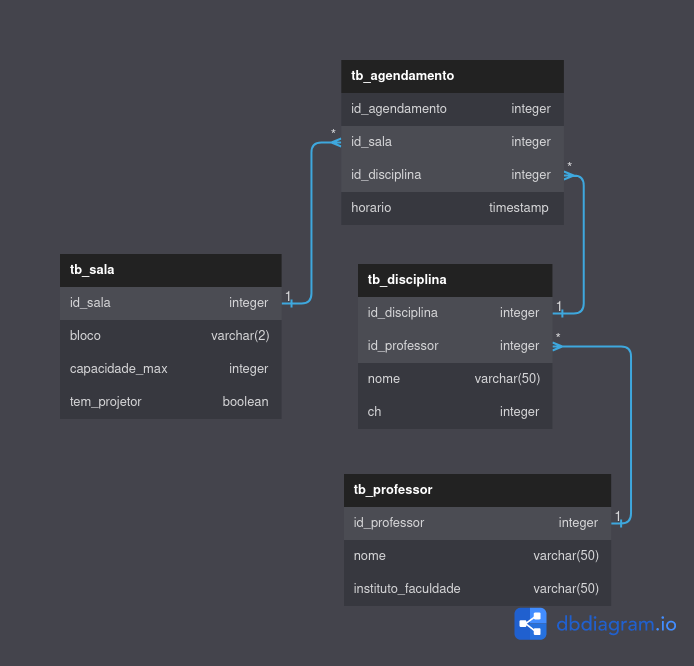 tb_agendamento
id_agendamento integer
* id_sala integer
id_disciplina integer *
horario timestamp
tb_sala
id_sala integer 1
bloco varchar(2)
capacidade_max integer
tem_projetor boolean
tb_disciplina
id_disciplina integer 1
id_professor integer *
nome varchar(50)
ch integer
tb_professor
id_professor integer 1
nome varchar(50)
instituto_faculdade varchar(50)
dbdiagram.io